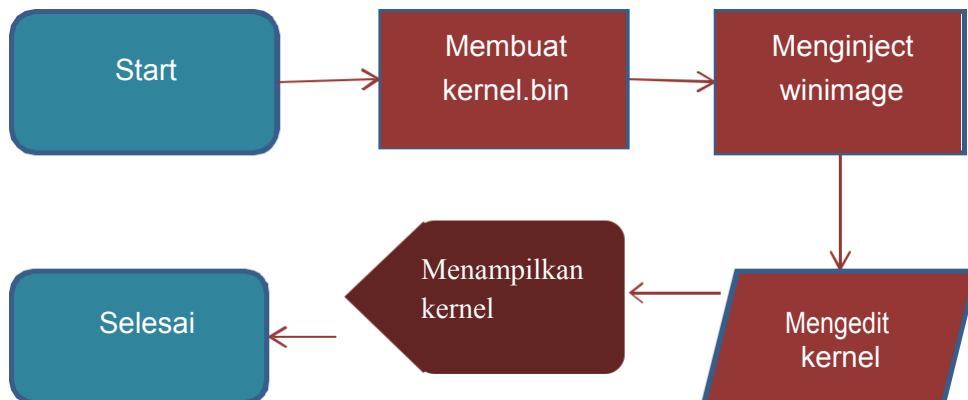 Start
Membuat
kernel.bin
Menginject
winimage
Mengedit
kernel
Menampilkan
kernel
Selesai